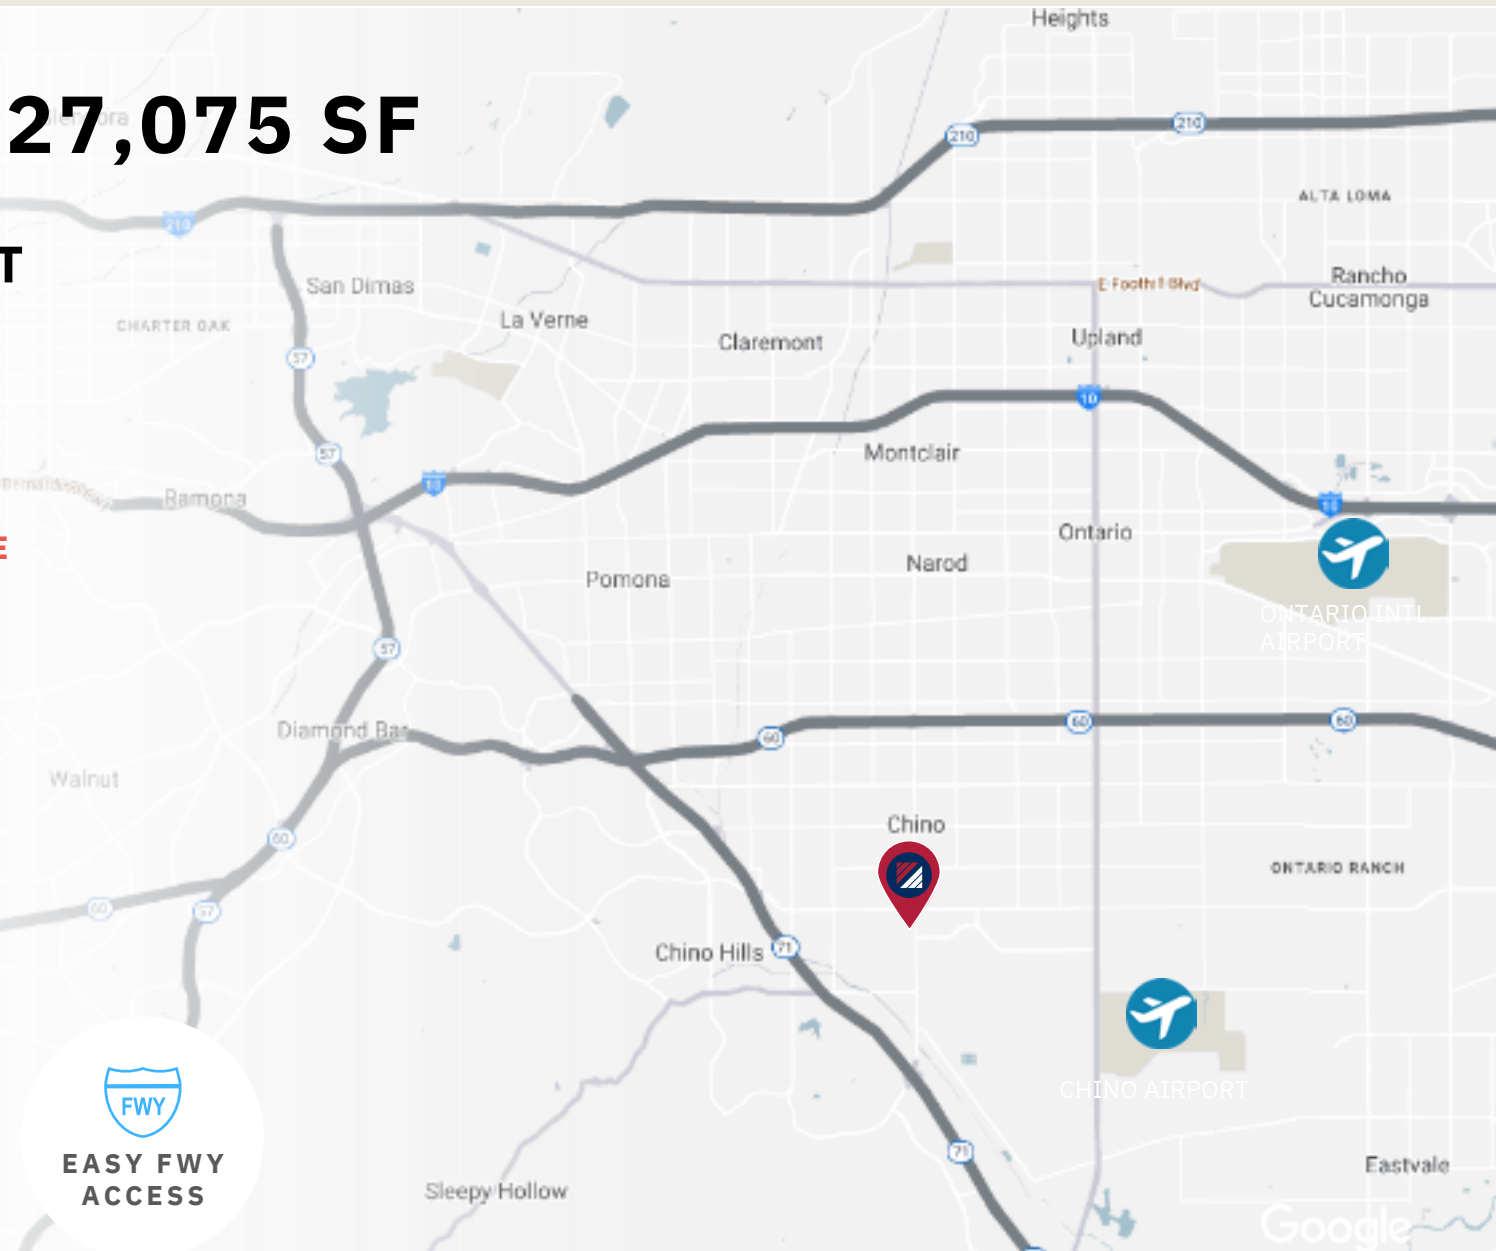 Heights
27,075 SF
210
210
210
ALTA LOMA
T
San Dimas
Rancho
Cucamonga
E Foothill Blvd
CHARTER OAK
La Verne
Claremont
Upland
57
10
57
Montclair
10
Ramona
10
Ontario
E
Narod
Pomona
ONTARIO INTL.
AIRPORT
57
Diamond Bar
60
60
60
Walnut
Chino
60
ONTARIO RANCH
60
57
Chino Hills
71
FWY
CHINO AIRPORT
EASY FWY
ACCESS
71
Eastvale
Sleepy Hollow
Google